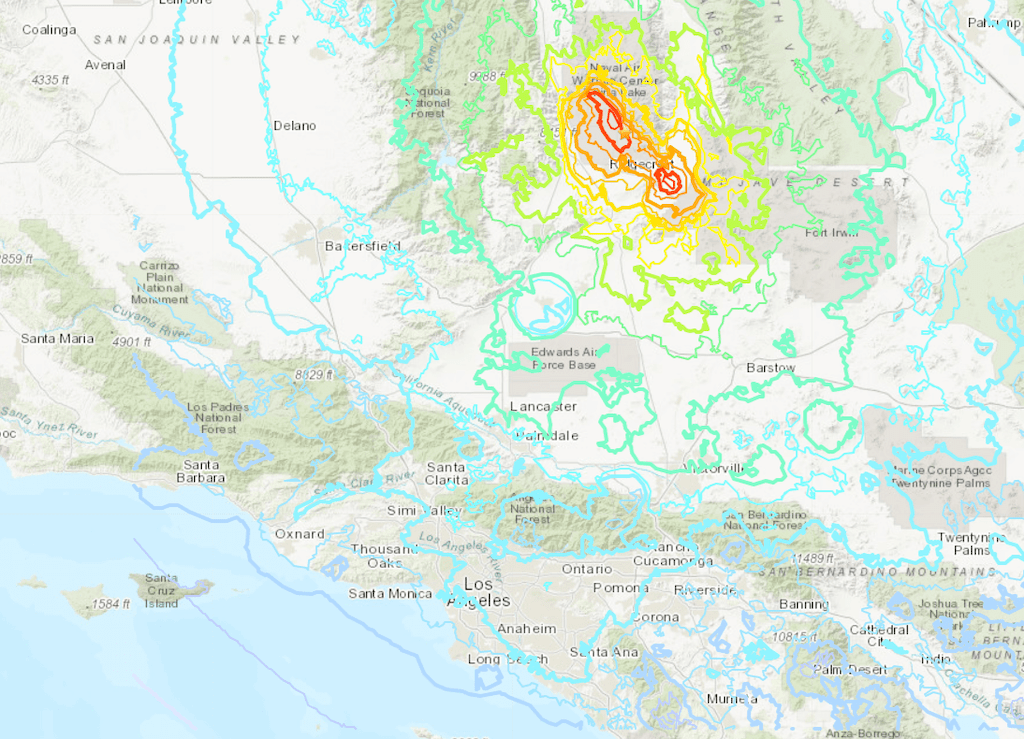 Lemoore
Coalinga
SAN JOAQUIN VALLEY
Avenal
4335 ft
Delano
Kern River
9988 ft
Sequoia
National
Forest
Naval Air
Weapons Center
China Lake
Ridgecrest
VALLEY
Pahrump
MOJAVE DESERT
Fort Irwin
Bakersfield
2859 ft
Carrizo
Plain
National
Monument
Cuyama River
Santa Maria
4901 ft
8829 ft
Edwards Air
Force Base
Barstow
California Aqueduct
Lancaster
Palmdale
Los Padres
National
Forest
Santa Ynez River
Santa
Barbara
Santa
Clarita
Santa Clara River
Victorville
Marine Corps Agcc
Twentynine Palms
National
Forest
San Bernardino
National Forest
Simi Valley
Oxnard
Thousand
Oaks
Los Angeles River
Rancho
Cucamonga
11489 ft
Twentynine
Palms
SAN BERNARDINO MOUNTAINS
Santa
Cruz
Island
1584 ft
Santa Monica
Los
Angeles
Ontario
Pomona
Riverside
Banning
Joshua Tree
National
Anaheim
Corona
10815 ft
Cathedral
City
Long Beach
Santa Ana
Palm Desert
Indio
Murrieta
Coachella
Anza-Borrego